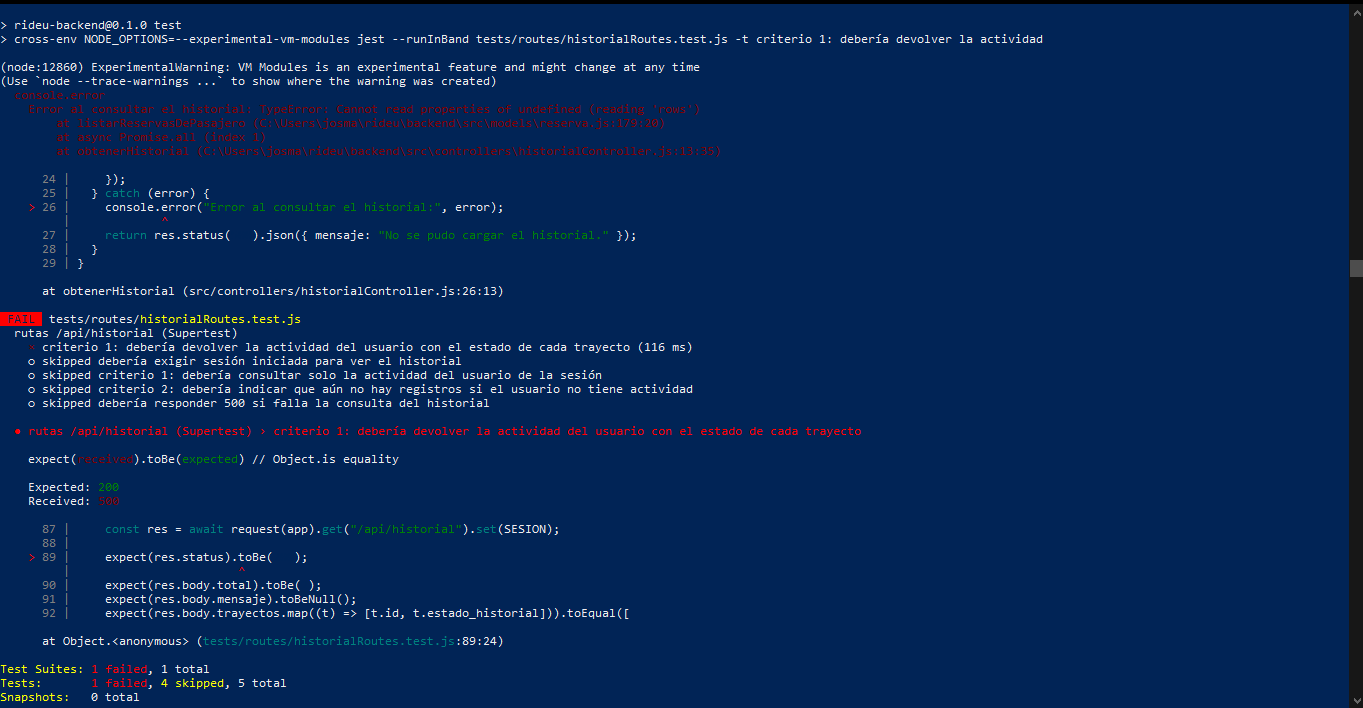 > rideu-backend@0.1.0 test
> cross-env NODE_OPTIONS=--experimental-vm-modules jest --runInBand tests/routes/historialRoutes.test.js -t criterio 1: debería devolver la actividad
(node:12860) ExperimentalWarning: VM Modules is an experimental feature and might change at any time
(Use `node --trace-warnings ...` to show where the warning was created)
console.error
Error al consultar el historial: TypeError: Cannot read properties of undefined (reading 'rows')
at listarReservasDePasajero (C:\Users\josma\rideu\backend\src\models\reserva.js:179:20)
at async Promise.all (index 1)
at obtenerHistorial (C:\Users\josma\rideu\backend\src\controllers\historialController.js:13:35)
24 | });
25 | } catch (error) {
> 26 | console.error("Error al consultar el historial:", error);
| ^
27 | return res.status( ).json({ mensaje: "No se pudo cargar el historial." });
28 | }
29 | }
at obtenerHistorial (src/controllers/historialController.js:26:13)
FAIL tests/routes/historialRoutes.test.js
rutas /api/historial (Supertest)
× criterio 1: debería devolver la actividad del usuario con el estado de cada trayecto (116 ms)
o skipped debería exigir sesión iniciada para ver el historial
o skipped criterio 1: debería consultar solo la actividad del usuario de la sesión
o skipped criterio 2: debería indicar que aún no hay registros si el usuario no tiene actividad
o skipped debería responder 500 si falla la consulta del historial
● rutas /api/historial (Supertest) › criterio 1: debería devolver la actividad del usuario con el estado de cada trayecto
expect(received).toBe(expected) // Object.is equality
Expected: 200
Received: 500
87 | const res = await request(app).get("/api/historial").set(SESION);
88 |
> 89 | expect(res.status).toBe( );
| ^
90 | expect(res.body.total).toBe( );
91 | expect(res.body.mensaje).toBeNull();
92 | expect(res.body.trayectos.map((t) => [t.id, t.estado_historial])).toEqual([
at Object.<anonymous> (tests/routes/historialRoutes.test.js:89:24)
Test Suites: 1 failed, 1 total
Tests: 1 failed, 4 skipped, 5 total
Snapshots: 0 total